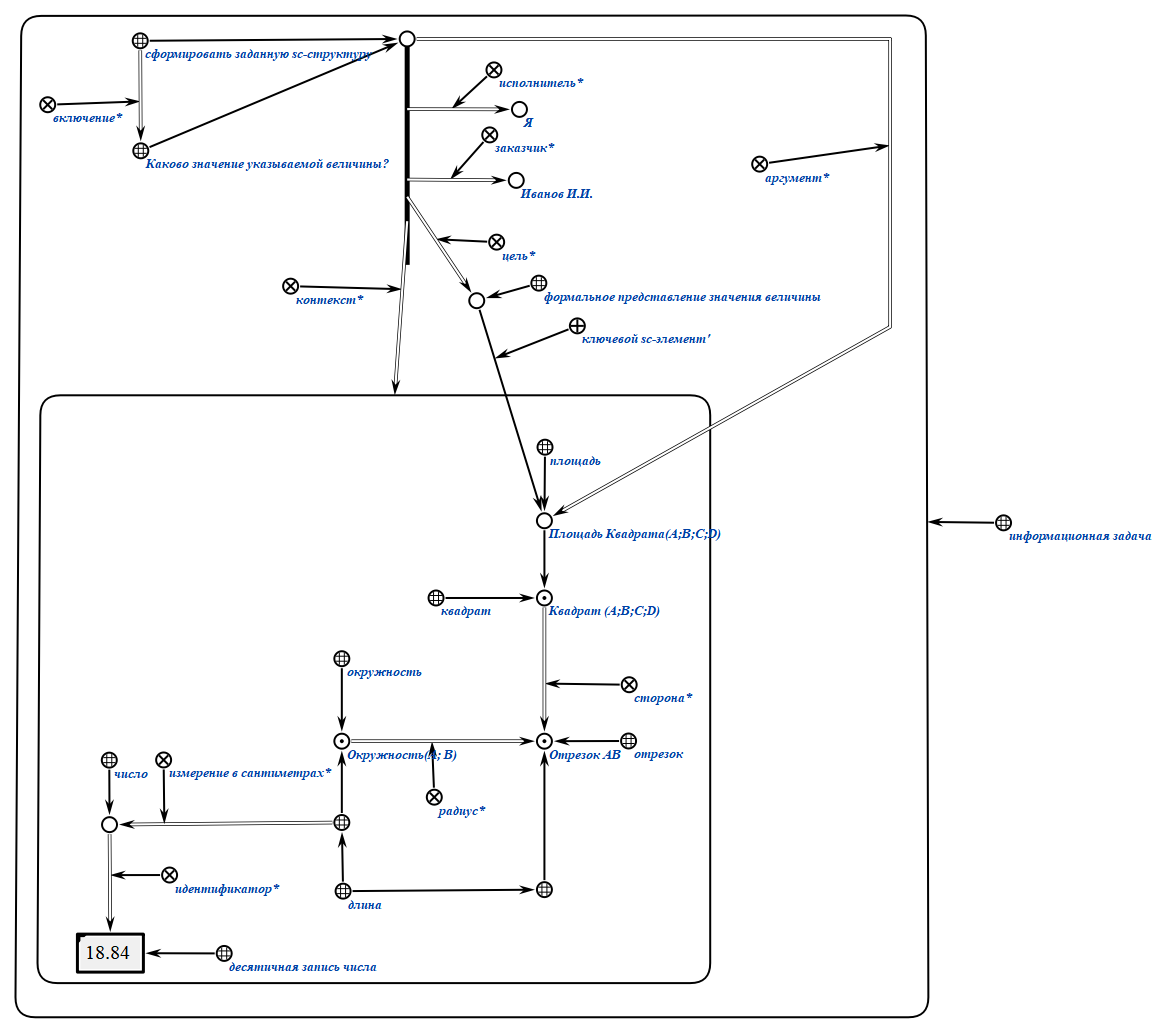 сформировать заданную sc-структуру
исполнитель*
включение*
Я
заказчик*
Каково значение указываемой величины?
аргумент*
Иванов И.И.
цель*
контекст*
формальное представление значения величины
ключевой sc-элемент'
площадь
Площадь Квадрата(A;B;C;D)
информационная задача
квадрат
Квадрат (A;B;C;D)
окружность
сторона*
Окружность(A; B)
Отрезок AB
отрезок
число
измерение в сантиметрах*
радиус*
идентификатор*
длина
18.84
десятичная запись числа